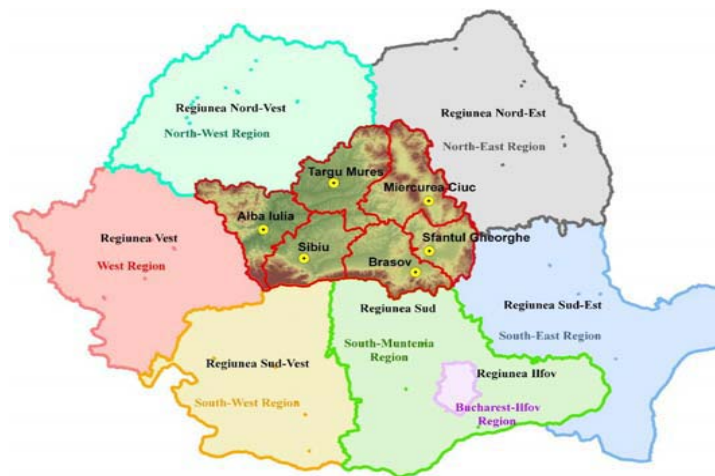 Regiunea Nord-Vest
North-West Region
Regiunea Nord-Est
North-East Region
Targu Mures
Miercurea Ciuc
Alba Iulia
Sfantul Gheorghe
Sibiu
Brasov
Regiunea Vest
West Region
Regiunea Sud-Est
South-East Region
Regiunea Sud
South-Muntenia
Region
Regiunea Sud-Vest
South-West Region
Regiunea Ilfov
Bucharest-Ilfov
Region